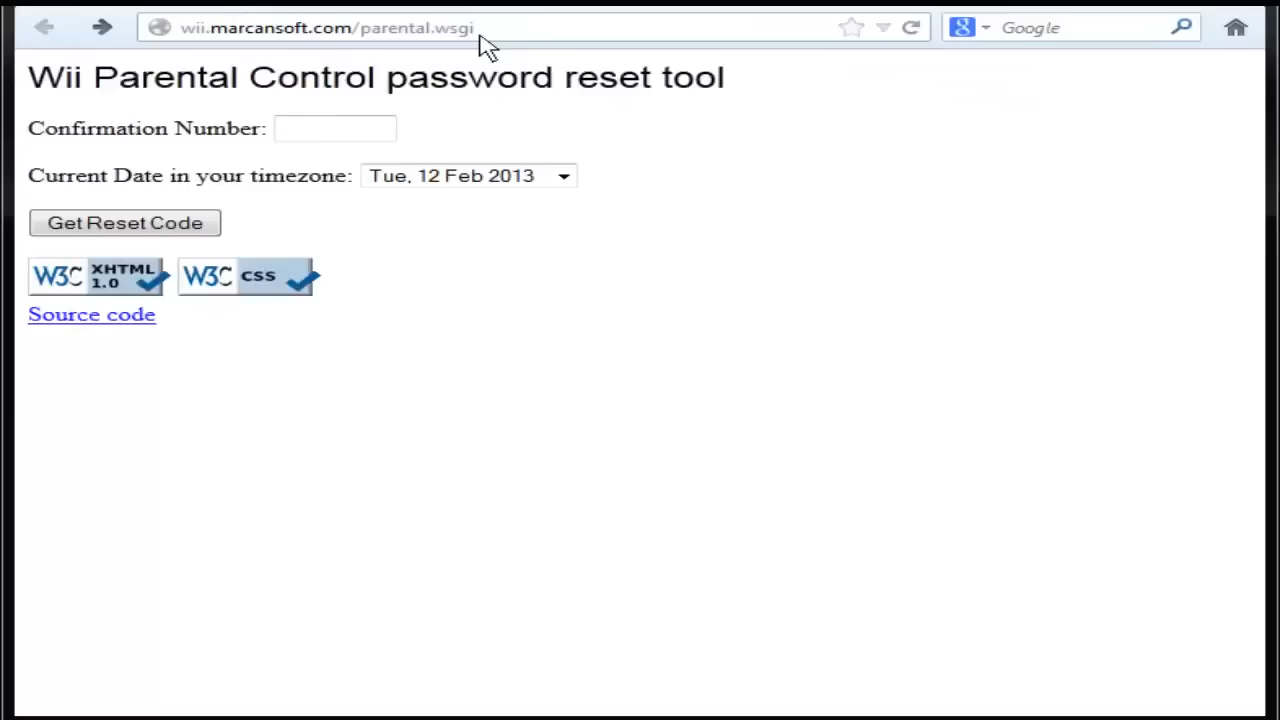 wii.marcansoft.com/parental.wsgi
Google
Wii Parental Control password reset tool
Confirmation Number:
Current Date in your timezone: Tue, 12 Feb 2013
Get Reset Code
W3C XHTML 1.0 W3C css
Source code